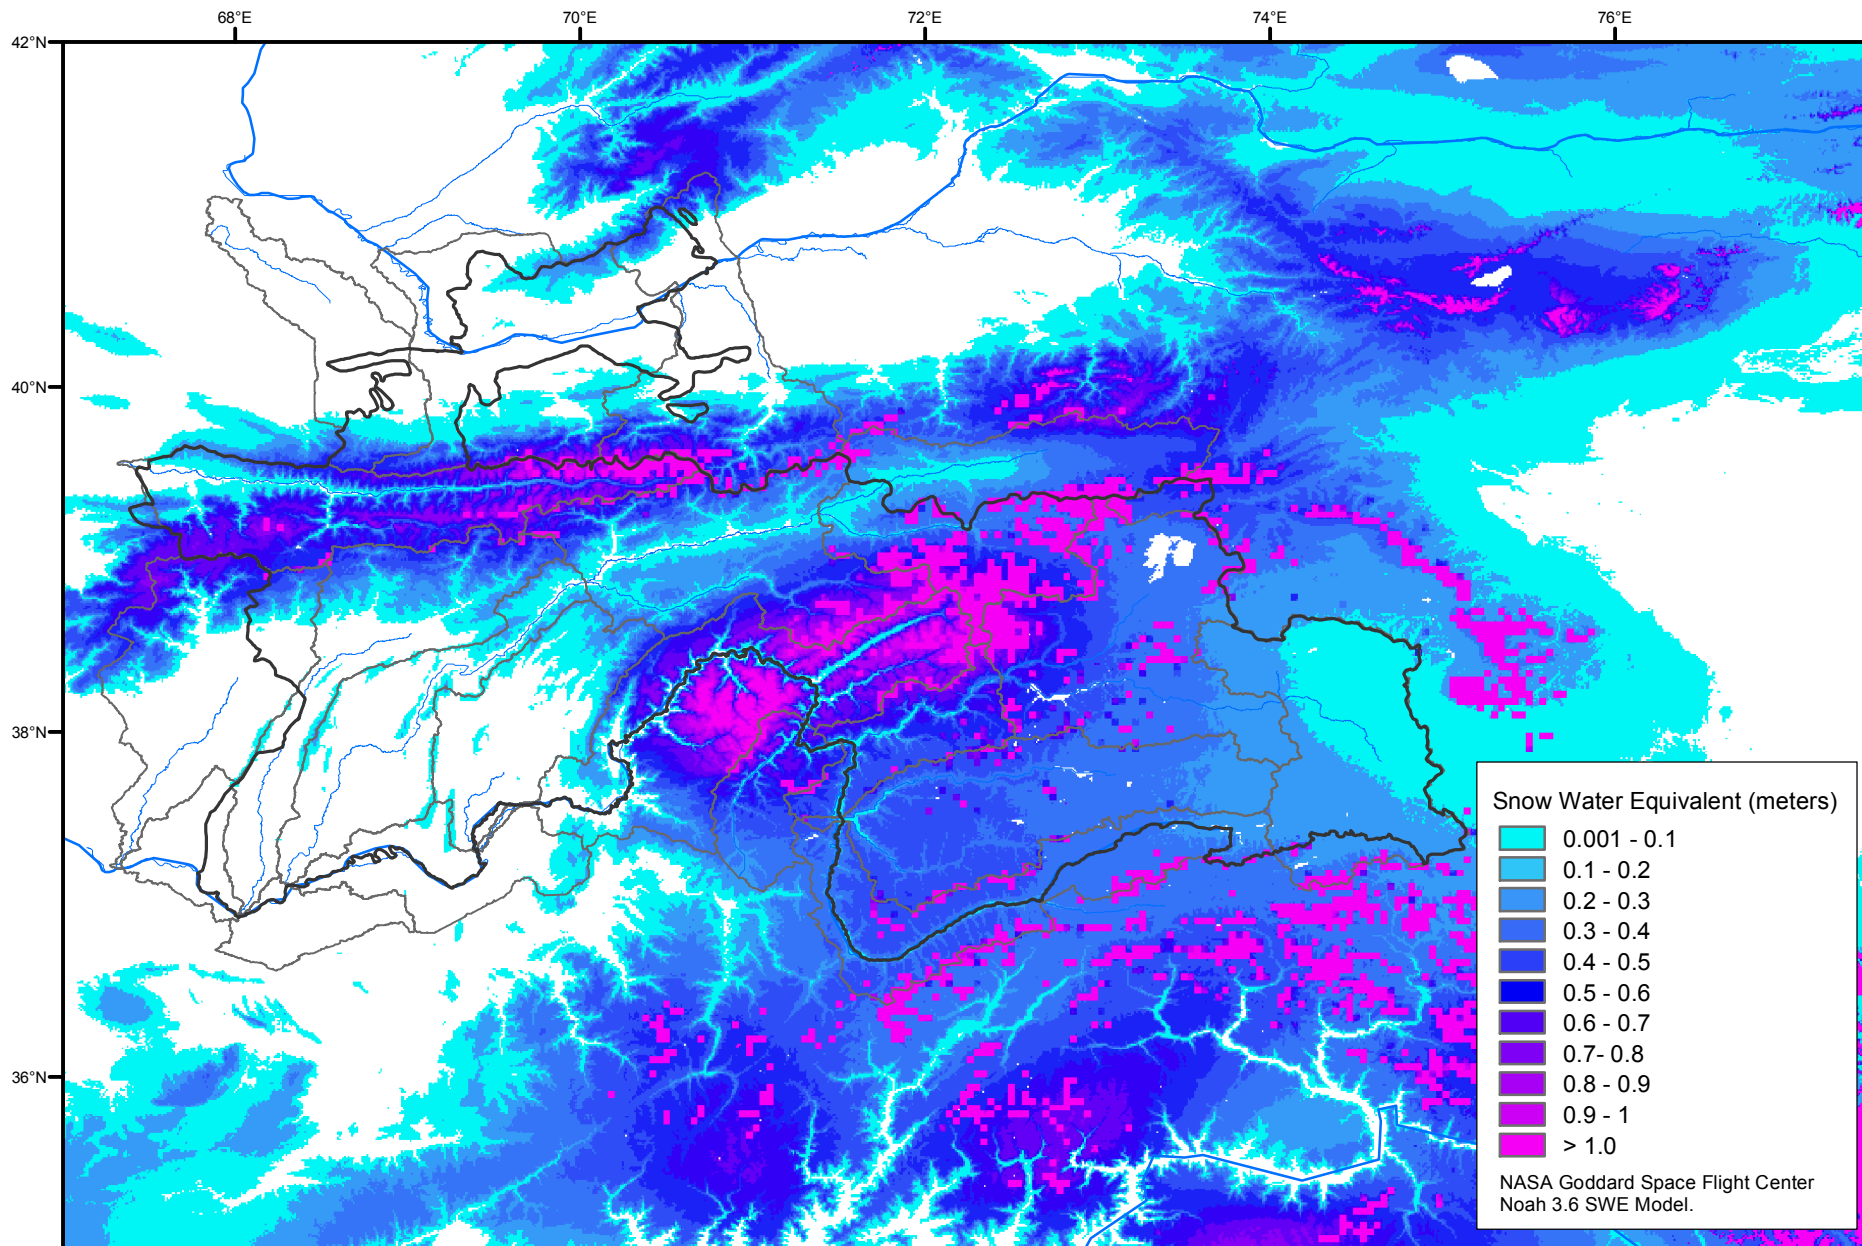 68°E
70°E
72°E
74°E
76°E
42°N
40°N
38°N
36°N
Snow Water Equivalent (meters)
0.001 - 0.1
0.1 - 0.2
0.2 - 0.3
0.3 - 0.4
0.4 - 0.5
0.5 - 0.6
0.6 - 0.7
0.7- 0.8
0.8 - 0.9
0.9 - 1
> 1.0
NASA Goddard Space Flight Center
Noah 3.6 SWE Model.